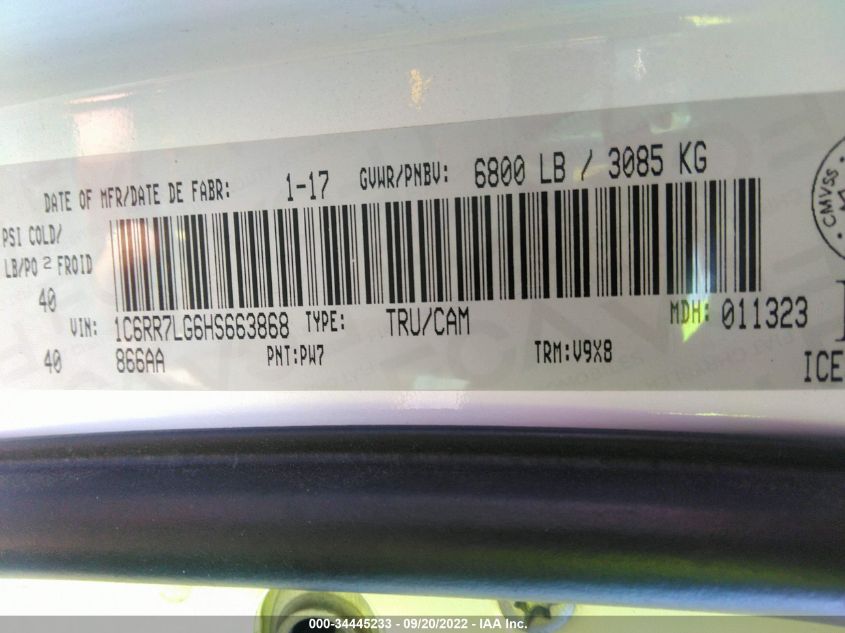 DATE OF MFR/DATE DE FABR: 1-17 GVWR/PNBV: 6800 LB / 3085 KG
PSI COLD/
LB/PO 2 FROID
40
VIN: 1C6RR7LG6HS663868 TYPE: TRU/CAM MDH: 011323
40 866AA PNT:PW7 TRM:V9X8 ICE
CMVSS
000-34445233 - 09/20/2022 - IAA Inc.